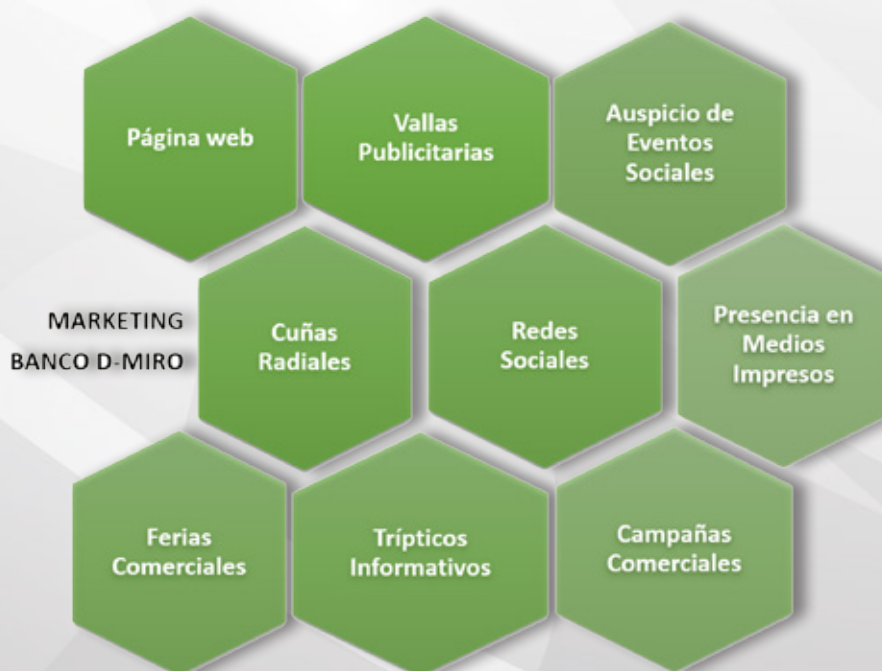 Página web
Vallas
Publicitarias
Auspicio de
Eventos
Sociales
MARKETING
BANCO D-MIRO
Cuñas
Radiales
Redes
Sociales
Presencia en
Medios
Impresos
Ferias
Comerciales
Trípticos
Informativos
Campañas
Comerciales